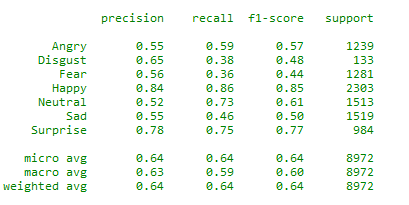 precision recall f1-score support
Angry 0.55 0.59 0.57 1239
Disgust 0.65 0.38 0.48 133
Fear 0.56 0.36 0.44 1281
Happy 0.84 0.86 0.85 2303
Neutral 0.52 0.73 0.61 1513
Sad 0.55 0.46 0.50 1519
Surprise 0.78 0.75 0.77 984
micro avg 0.64 0.64 0.64 8972
macro avg 0.63 0.59 0.60 8972
weighted avg 0.64 0.64 0.64 8972